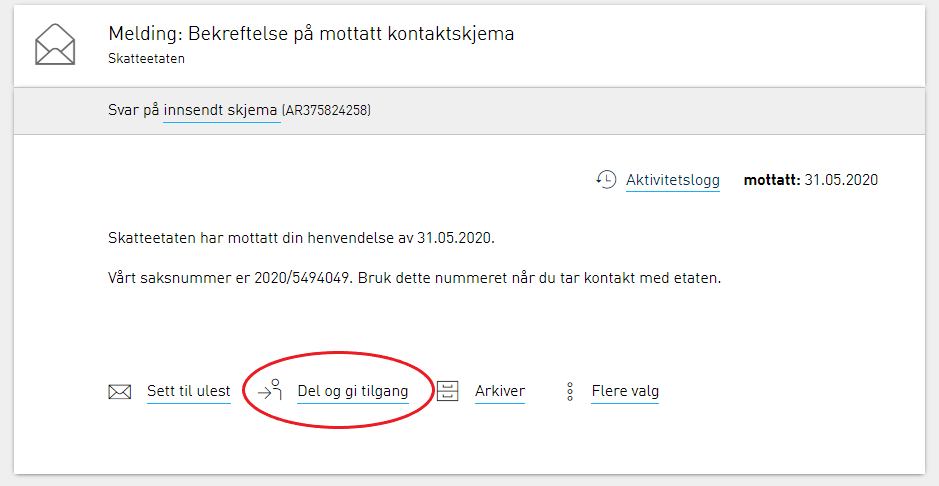 Melding: Bekreftelse på mottatt kontaktskjema
Skatteetaten
Svar på innsendt skjema (AR375824258)
Aktivitetslogg mottatt: 31.05.2020
Skatteetaten har mottatt din henvendelse av 31.05.2020.
Vårt saksnummer er 2020/5494049. Bruk dette nummeret når du tar kontakt med etaten.
Sett til ulest Del og gi tilgang Arkiver Flere valg